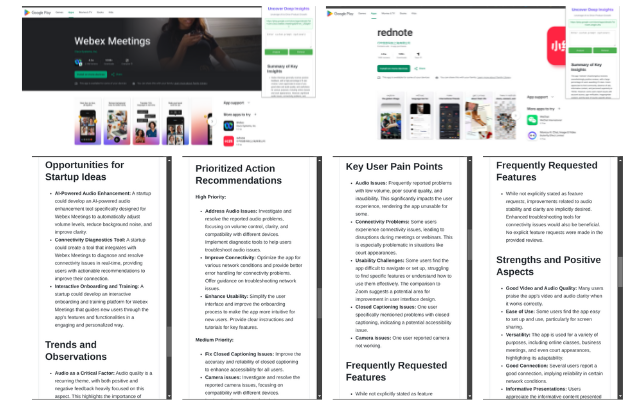 Google Play
Webex Meetings
Uncover Deep Insights
Summary of Key
Insights
App support
More apps to try
Google Play
rednote
Uncover Deep Insights
Summary of Key
Insights
App support
More apps to try
Opportunities for
Startup Ideas
AI-Powered Audio Enhancement: A startup
could develop an AI-powered audio
enhancement tool specifically designed for
Webex Meetings to automatically adjust
volume levels, reduce background noise, and
improve clarity.
Connectivity Diagnostics Tool: A startup
could create a tool that integrates with
Webex Meetings to diagnose and resolve
connectivity issues in real-time, providing
users with actionable recommendations to
improve their connection.
Interactive Onboarding and Training: A
startup could develop an interactive
onboarding and training platform for Webex
Meetings that guides new users through the
app's features and functionalities in a
engaging and personalized way.
Trends and
Observations
Audio as a Critical Factor: Audio quality is a
recurring theme, with both positive and
negative feedback heavily focused on this
aspect. This highlights the importance of
Prioritized Action
Recommendations
High Priority:
Address Audio Issues: Investigate and
resolve the reported audio problems,
focusing on volume control, clarity, and
compatibility with different devices.
Implement diagnostic tools to help users
troubleshoot audio issues.
Improve Connectivity: Optimize the app for
various network conditions and provide better
error handling for connectivity problems.
Offer guidance on troubleshooting network
issues.
Enhance Usability: Simplify the user
interface and improve the onboarding
process to make the app more intuitive for
new users. Provide clear instructions and
tutorials for key features.
Medium Priority:
Fix Closed Captioning Issues: Improve the
accuracy and reliability of closed captioning
to enhance accessibility for all users.
Camera Issues: Investigate and resolve the
reported camera issues, focusing on
compatibility with different devices.
Key User Pain Points
Audio Issues: Frequently reported problems
with low volume, poor sound quality, and
inaudibility. This significantly impacts the user
experience, rendering the app unusable for
some.
Connectivity Problems: Some users
experience connectivity issues, leading to
disruptions during meetings or webinars. This
is especially problematic in situations like
court appearances.
Usability Challenges: Some users find the
app difficult to navigate or set up, struggling
to find specific features or understand how to
use them effectively. The comparison to
Zoom suggests a potential area for
improvement in user interface design.
Closed Captioning Issues: One user
specifically mentioned problems with closed
captioning, indicating a potential accessibility
issue.
Camera Issues: One user reported camera
not working.
Frequently Requested
Features
While not explicitly stated as feature
Frequently Requested
Features
While not explicitly stated as feature
requests, improvements related to audio
stability and clarity are implicitly desired.
Enhanced troubleshooting tools for
connectivity issues would also be beneficial.
No explicit feature requests were made in the
provided reviews.
Strengths and Positive
Aspects
Good Video and Audio Quality: Many users
praise the app's video and audio clarity when
it works correctly.
Ease of Use: Some users find the app easy
to set up and use, particularly for screen
sharing.
Versatility: The app is used for a variety of
purposes, including online classes, business
meetings, and even court appearances,
highlighting its adaptability.
Good Connection: Several users report a
good connection, implying reliability in certain
network conditions.
Informative Presentations: Users
appreciate the informative content presented